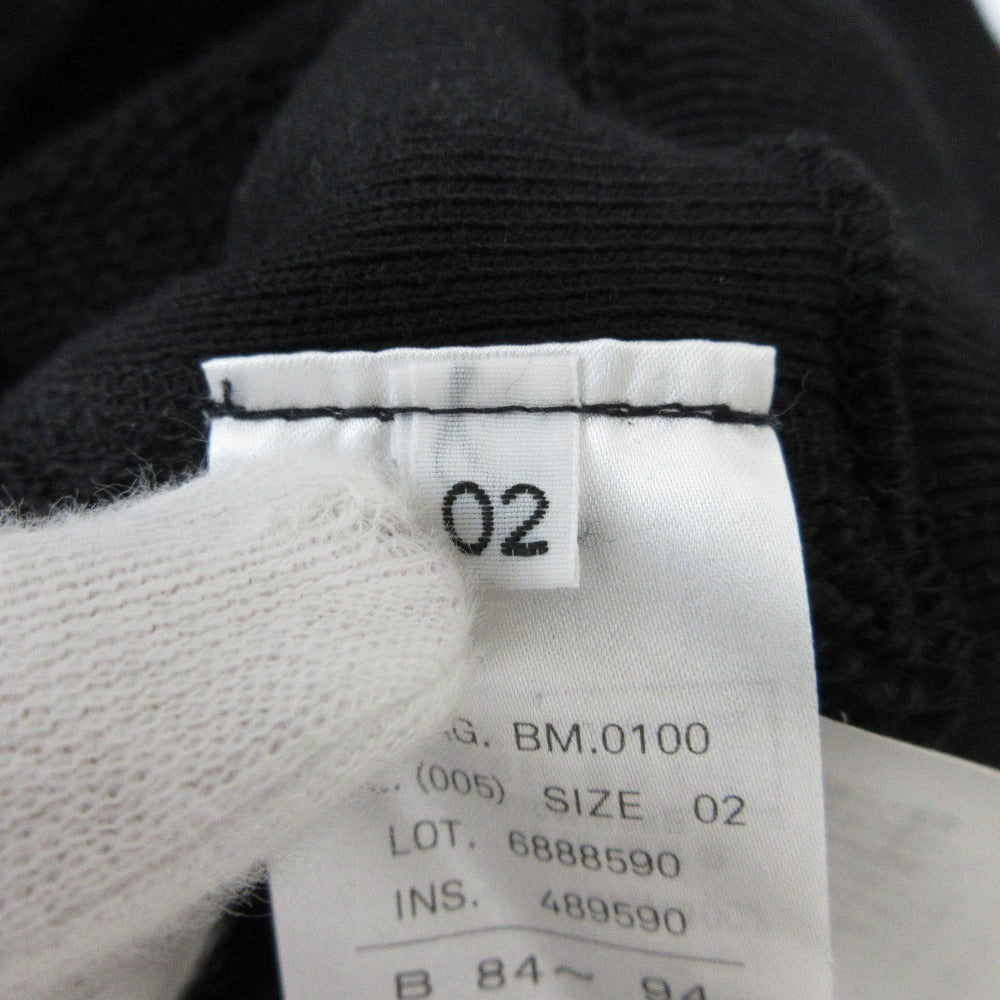 02
G. BM.0100
. (005) SIZE 02
LOT. 6888590
INS. 489590
B 84~ 94